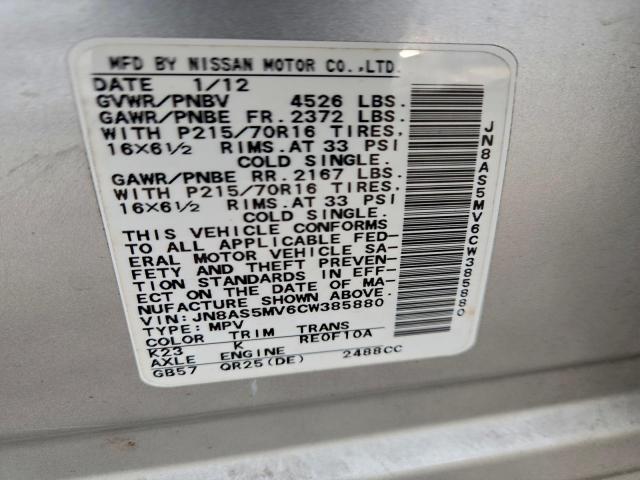 MFD BY NISSAN MOTOR CO.,LTD.
DATE 1/12
GVWR/PNBV 4526 LBS.
GAWR/PNBE FR. 2372 LBS.
WITH P215/70R16 TIRES.
16X6½ RIMS. AT 33 PSI
COLD SINGLE.
GAWR/PNBE RR. 2167 LBS.
WITH P215/70R16 TIRES.
16X6½ RIMS. AT 33 PSI
COLD SINGLE.
THIS VEHICLE CONFORMS
TO ALL APPLICABLE FED-
ERAL MOTOR VEHICLE SA-
FETY AND THEFT PREVEN-
TION STANDARDS IN EFF-
ECT ON THE DATE OF MA-
NUFACTURE SHOWN ABOVE.
VIN: JN8AS5MV6CW385880
TYPE: MPV
COLOR TRIM TRANS
K23 K RE0F10A
AXLE ENGINE
GB57 QR25(DE) 2488CC
JN8AS5MV6CW385880